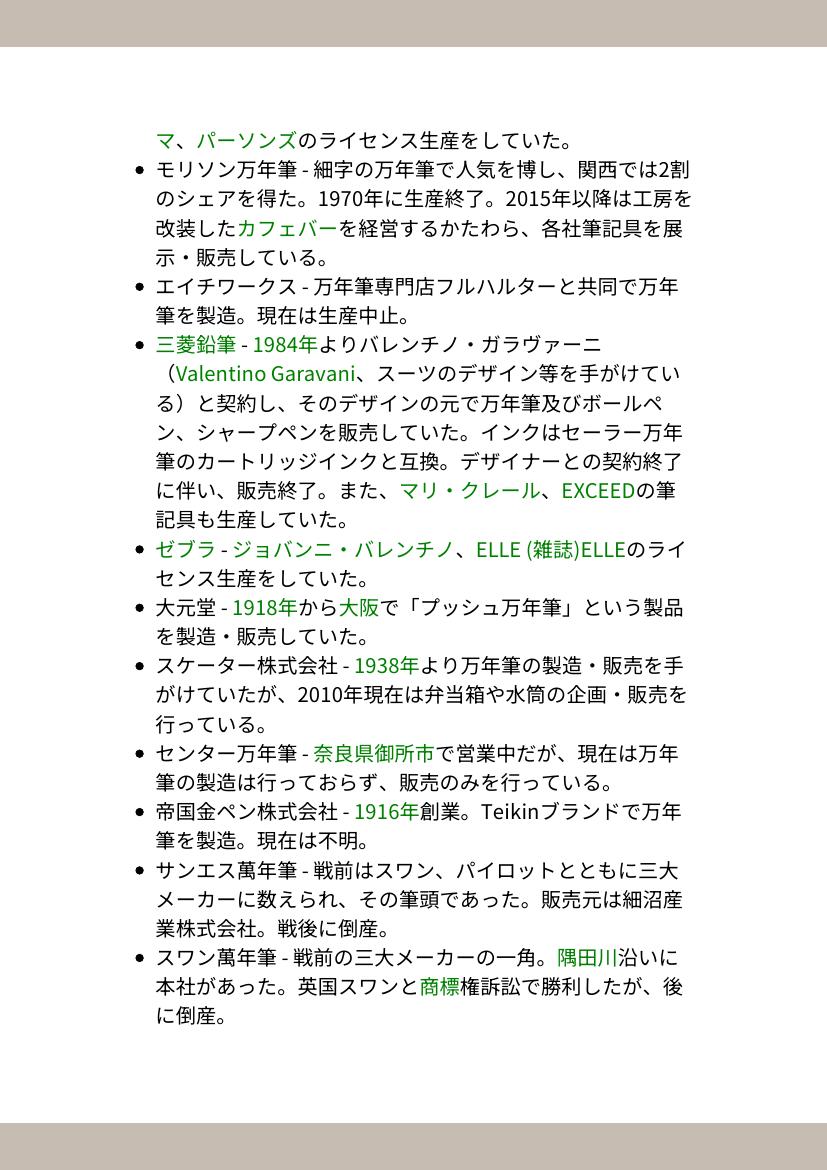 マ、パーソンズのライセンス生産をしていた。
• モリソン万年筆 - 細字の万年筆で人気を博し、関西では2割
のシェアを得た。1970年に生産終了。2015年以降は工房を
改装したカフェバーを経営するかたわら、各社筆記具を展
示・販売している。
• エイチワークス - 万年筆専門店フルハルターと共同で万年
筆を製造。現在は生産中止。
• 三菱鉛筆 - 1984年よりバレンチノ・ガラヴァーニ
（Valentino Garavani、スーツのデザイン等を手がけてい
る）と契約し、そのデザインの元で万年筆及びボールペ
ン、シャープペンを販売していた。インクはセーラー万年
筆のカートリッジインクと互換。デザイナーとの契約終了
に伴い、販売終了。また、マリ・クレール、EXCEEDの筆
記具も生産していた。
• ゼブラ - ジョバンニ・バレンチノ、ELLE (雑誌)ELLEのライ
センス生産をしていた。
• 大元堂 - 1918年から大阪で「プッシュ万年筆」という製品
を製造・販売していた。
• スケーター株式会社 - 1938年より万年筆の製造・販売を手
がけていたが、2010年現在は弁当箱や水筒の企画・販売を
行っている。
• センター万年筆 - 奈良県御所市で営業中だが、現在は万年
筆の製造は行っておらず、販売のみを行っている。
• 帝国金ペン株式会社 - 1916年創業。Teikinブランドで万年
筆を製造。現在は不明。
• サンエス萬年筆 - 戦前はスワン、パイロットとともに三大
メーカーに数えられ、その筆頭であった。販売元は細沼産
業株式会社。戦後に倒産。
• スワン萬年筆 - 戦前の三大メーカーの一角。隅田川沿いに
本社があった。英国スワンと商標権訴訟で勝利したが、後
に倒産。